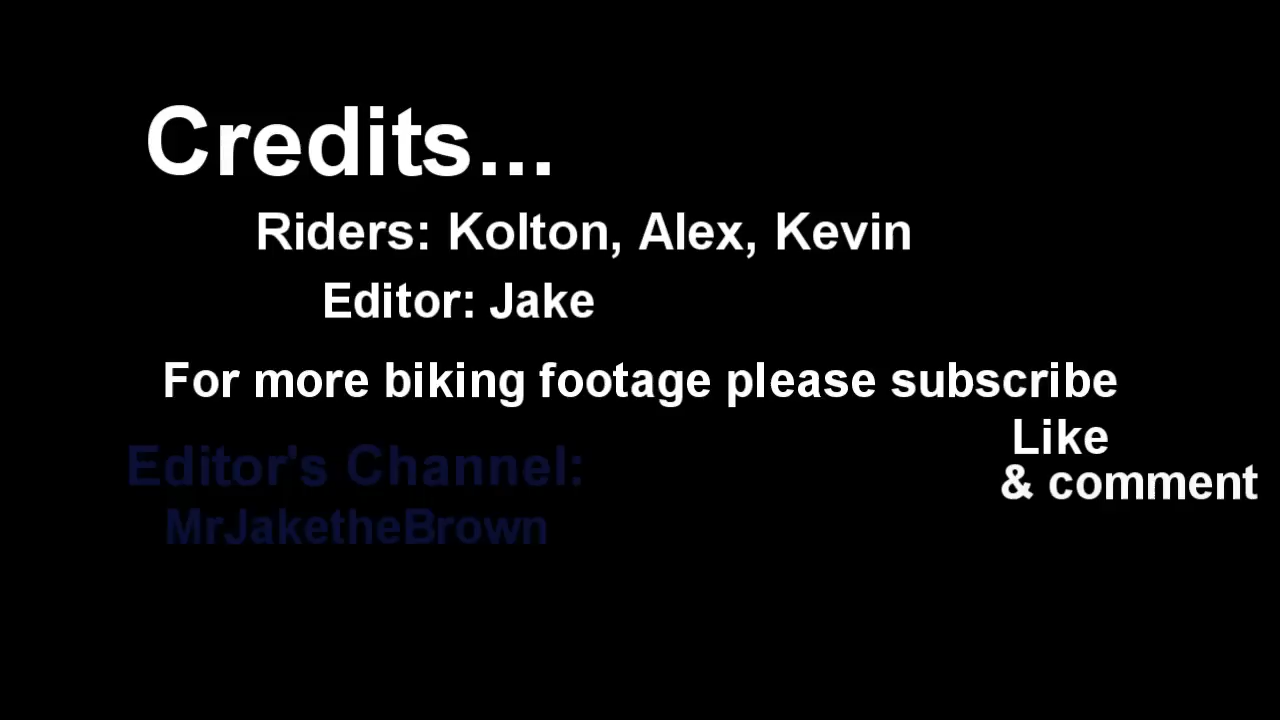 Credits...
Riders: Kolton, Alex, Kevin
Editor: Jake
For more biking footage please subscribe
Like
& comment
Editor's Channel:
MrJaketheBrown